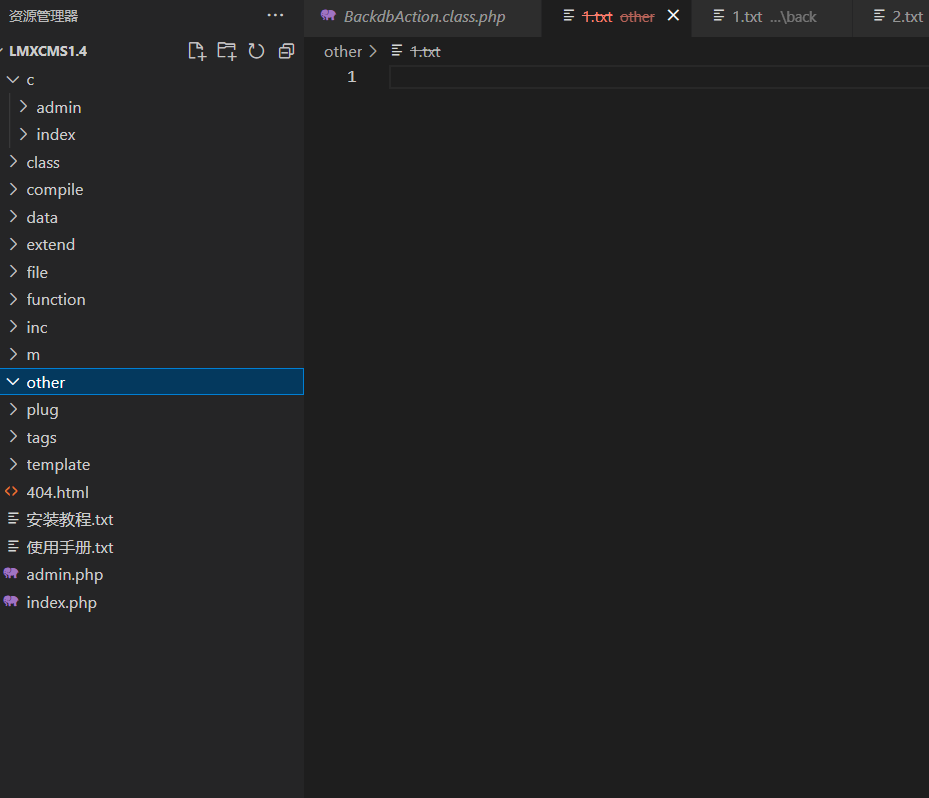 资源管理器 ···
LMXCMS1.4
c
admin
index
class
compile
data
extend
file
function
inc
m
other
plug
tags
template
404.html
安装教程.txt
使用手册.txt
admin.php
index.php
BackdbAction.class.php 1.txt other 1.txt ...\back 2.txt
other > 1.txt
1